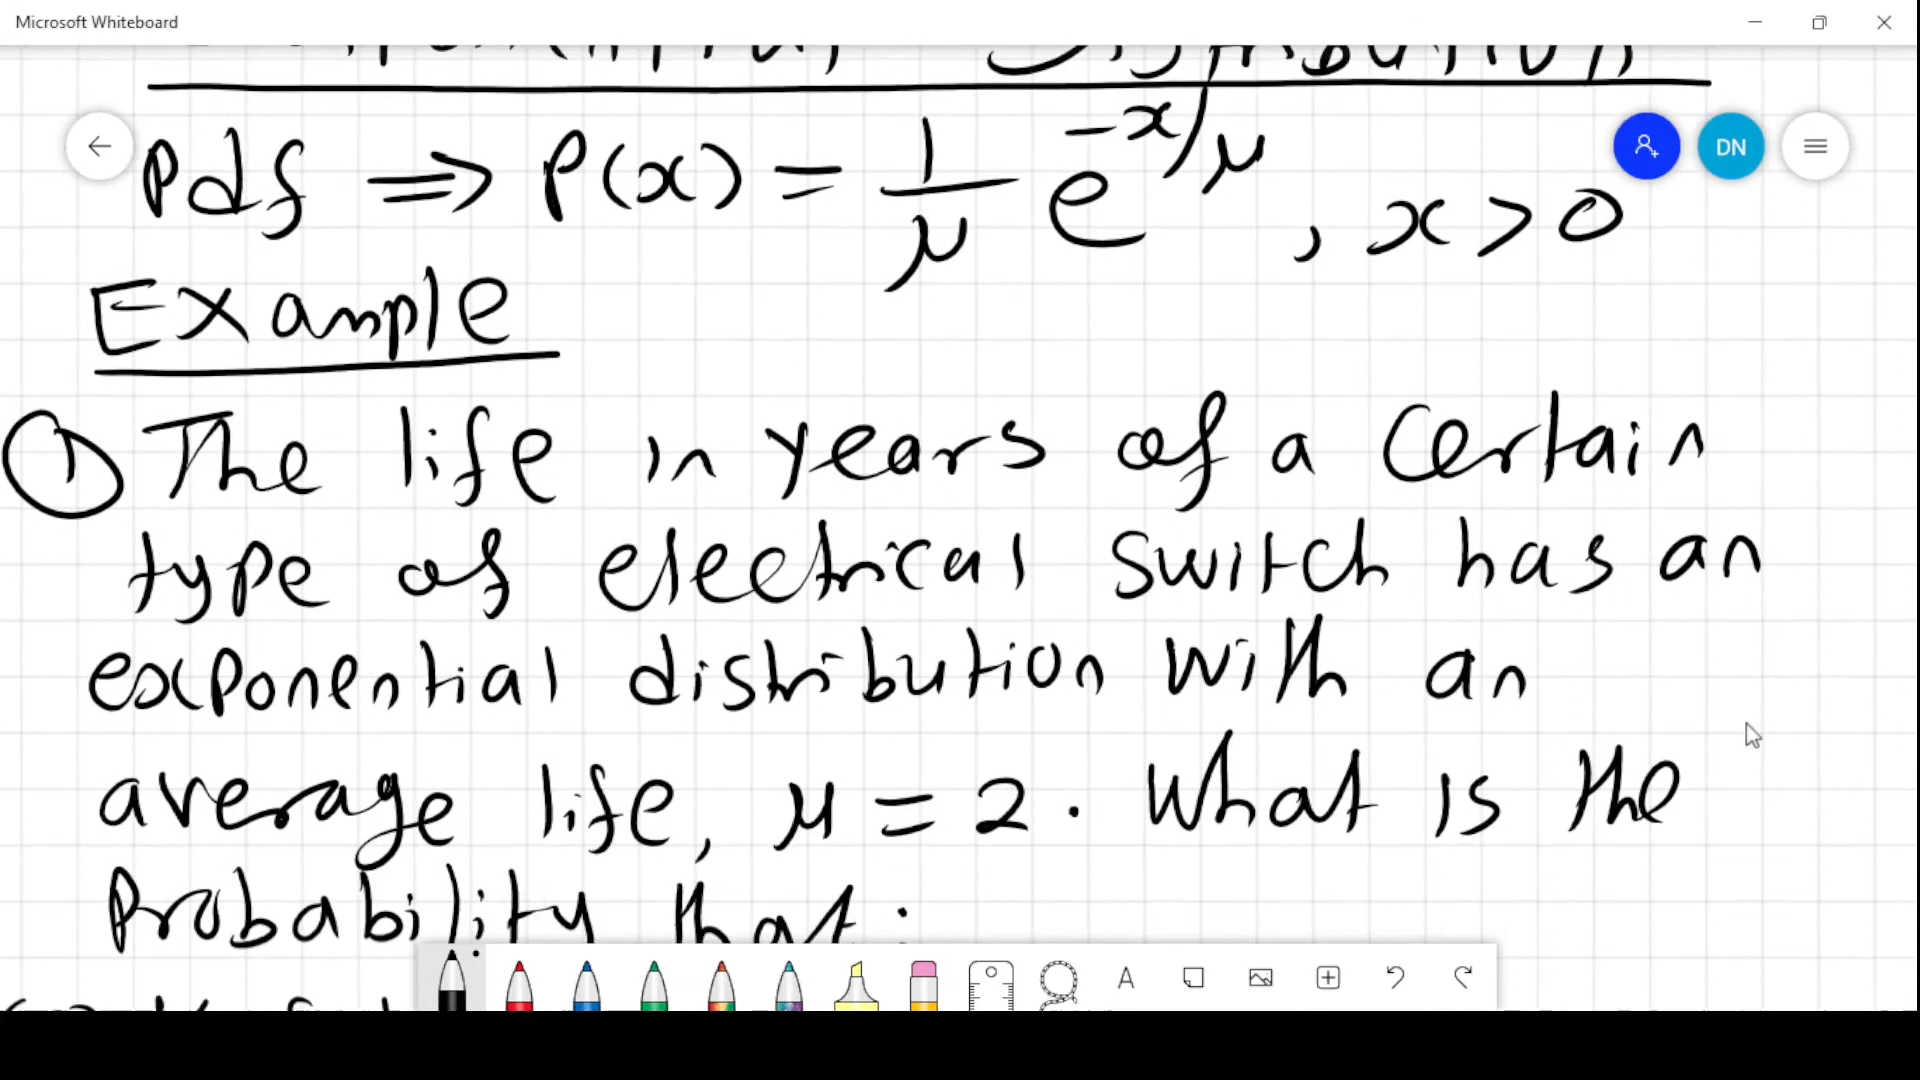 Microsoft Whiteboard
Distribution
Pdf ⇒ P(x) = 1/μ e^(-x/μ) , x > 0
DN
Example
① The life in years of a certain
type of electrical switch has an
exponential distribution with an
average life, μ = 2. What is the
Probability that: